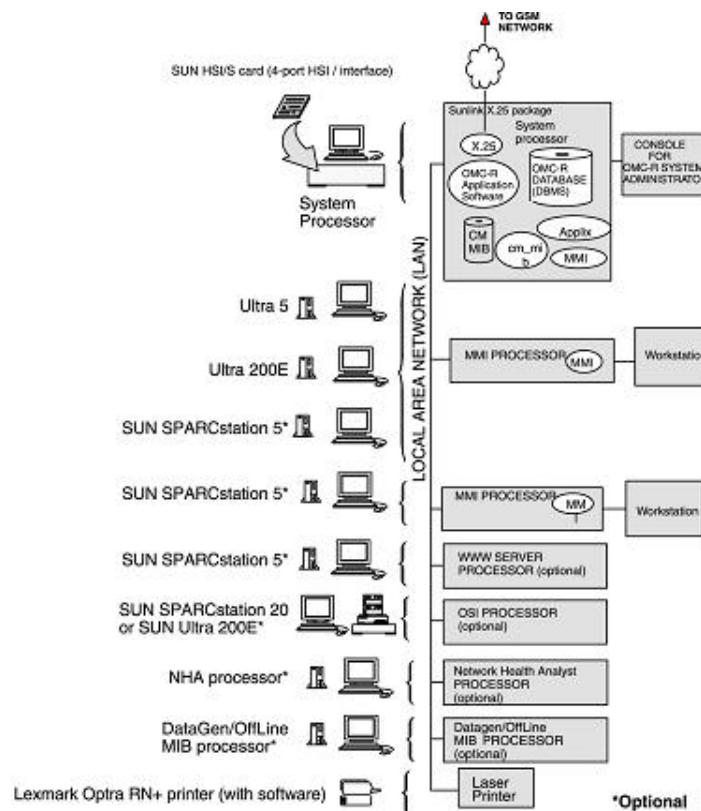 TO GSM
NETWORK
SUN HSI/S card (4-port HSI / interface)
System
Processor
Sunlink X.25 package
System
processor
X.25
OMC-R
Application
Software
OMC-R
DATABASE
(DBMS)
CM
MIB
cm_mi
b
Applix
MMI
CONSOLE
FOR
OMC-R SYSTEM
ADMINISTRATO
LOCAL AREA NETWORK (LAN)
Ultra 5
Ultra 200E
SUN SPARCstation 5*
MMI PROCESSOR
MMI
Workstation
SUN SPARCstation 5*
MMI PROCESSOR
MM
I
Workstation
SUN SPARCstation 5*
WWW SERVER
PROCESSOR (optional)
SUN SPARCstation 20
or SUN Ultra 200E*
OSI PROCESSOR
(optional)
NHA processor*
Network Health Analyst
PROCESSOR
(optional)
DataGen/OffLine
MIB processor*
Datagen/OffLine
MIB PROCESSOR
(optional)
Lexmark Optra RN+ printer (with software)
Laser
Printer
*Optional